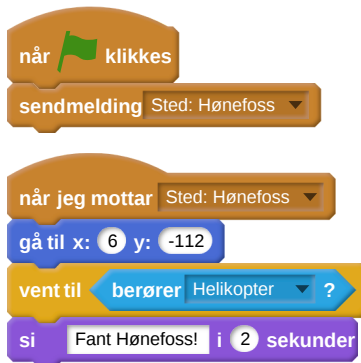 når klikkes
sendmelding Sted: Hønefoss
når jeg mottar Sted: Hønefoss
gå til x: 6 y: -112
vent til berører Helikopter ?
si Fant Hønefoss! i 2 sekunder